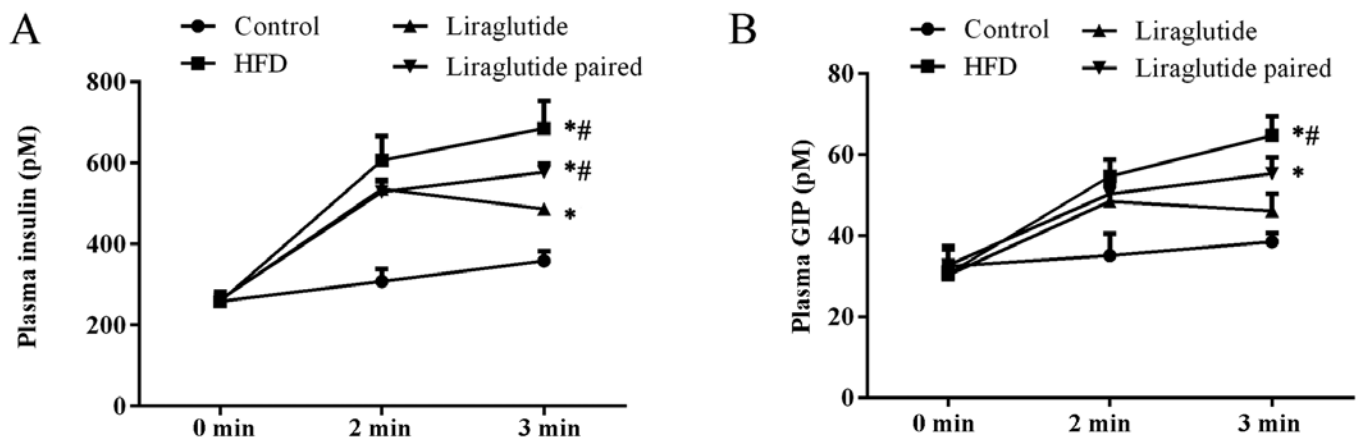 A
Control
Liraglutide
HFD
Liraglutide paired
Plasma insulin (pM)
800
600
400
200
0
*#
*#
*
0 min
2 min
3 min
B
Control
Liraglutide
HFD
Liraglutide paired
Plasma GIP (pM)
80
60
40
20
0
*#
*
0 min
2 min
3 min